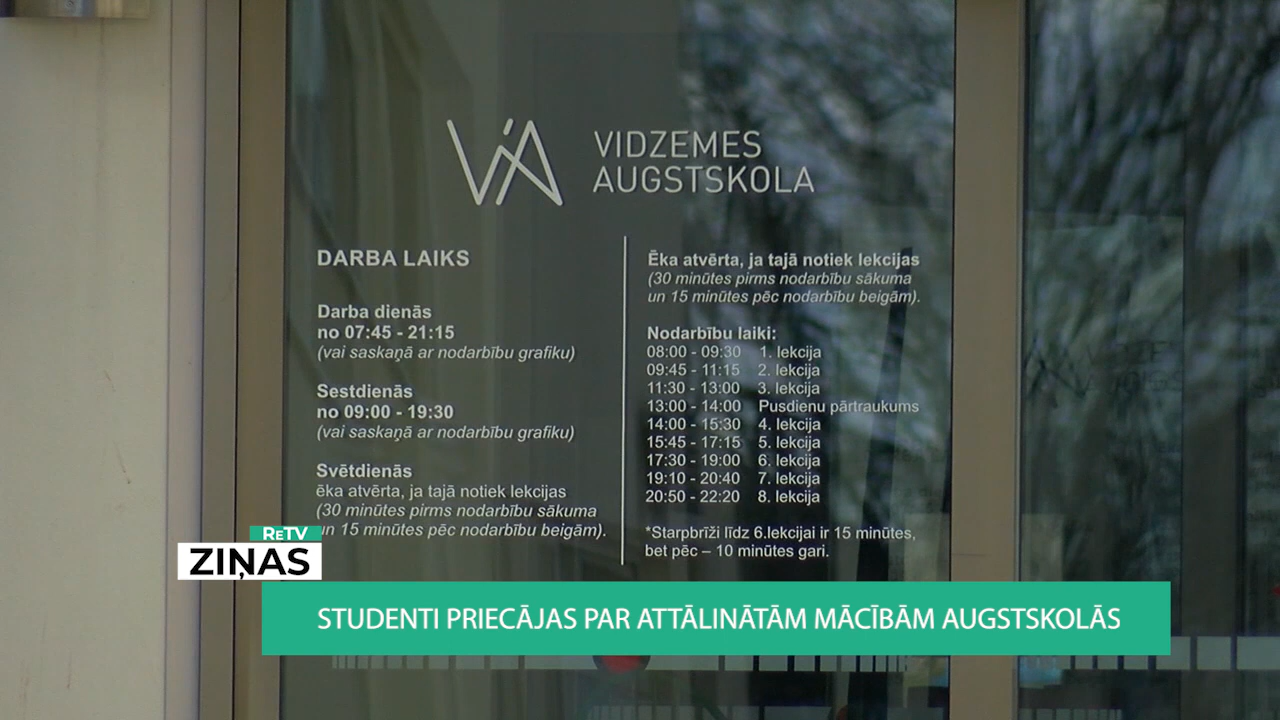 VIA
VIDZEMES
AUGSTSKOLA
DARBA LAIKS
Darba dienās
no 07:45 - 21:15
(vai saskaņā ar nodarbību grafiku)
Sestdienās
no 09:00 - 19:30
(vai saskaņā ar nodarbību grafiku)
Svētdienās
ēka atvērta, ja tajā notiek lekcijas
(30 minūtes pirms nodarbību sākuma
un 15 minūtes pēc nodarbību beigām).
Ēka atvērta, ja tajā notiek lekcijas
(30 minūtes pirms nodarbību sākuma
un 15 minūtes pēc nodarbību beigām).
Nodarbību laiki:
08:00 - 09:30 1. lekcija
09:45 - 11:15 2. lekcija
11:30 - 13:00 3. lekcija
13:00 - 14:00 Pusdienu pārtraukums
14:00 - 15:30 4. lekcija
15:45 - 17:15 5. lekcija
17:30 - 19:00 6. lekcija
19:10 - 20:40 7. lekcija
20:50 - 22:20 8. lekcija
*Starpbrīži līdz 6.lekcijai ir 15 minūtes,
bet pēc – 10 minūtes gari.
ReTV
ZIŅAS
STUDENTI PRIECĀJAS PAR ATTĀLINĀTĀM MĀCĪBĀM AUGSTSKOLĀS